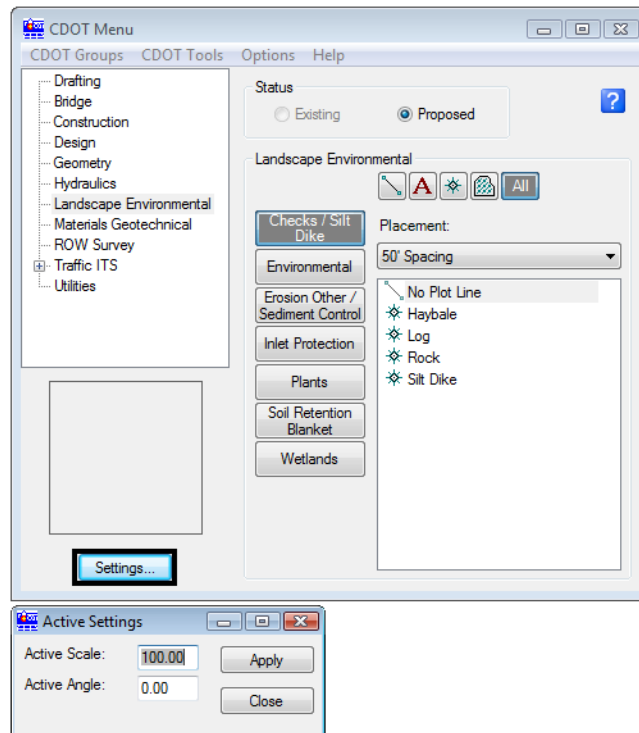 CDOT Menu
CDOT Groups CDOT Tools Options Help
Drafting
Bridge
Construction
Design
Geometry
Hydraulics
Landscape Environmental
Materials Geotechnical
ROW Survey
Traffic ITS
Utilities
Settings...
Status
Existing Proposed
?
Landscape Environmental
A All
Checks / Silt
Dike
Environmental
Erosion Other /
Sediment Control
Inlet Protection
Plants
Soil Retention
Blanket
Wetlands
Placement:
50' Spacing
No Plot Line
Haybale
Log
Rock
Silt Dike
Active Settings
Active Scale: 100.00 Apply
Active Angle: 0.00
Close